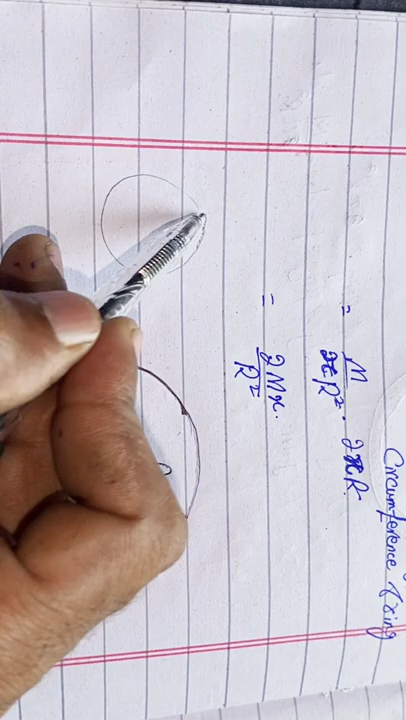 Circumference ring
= M/πR². 2πR.
= 2Mx./R²